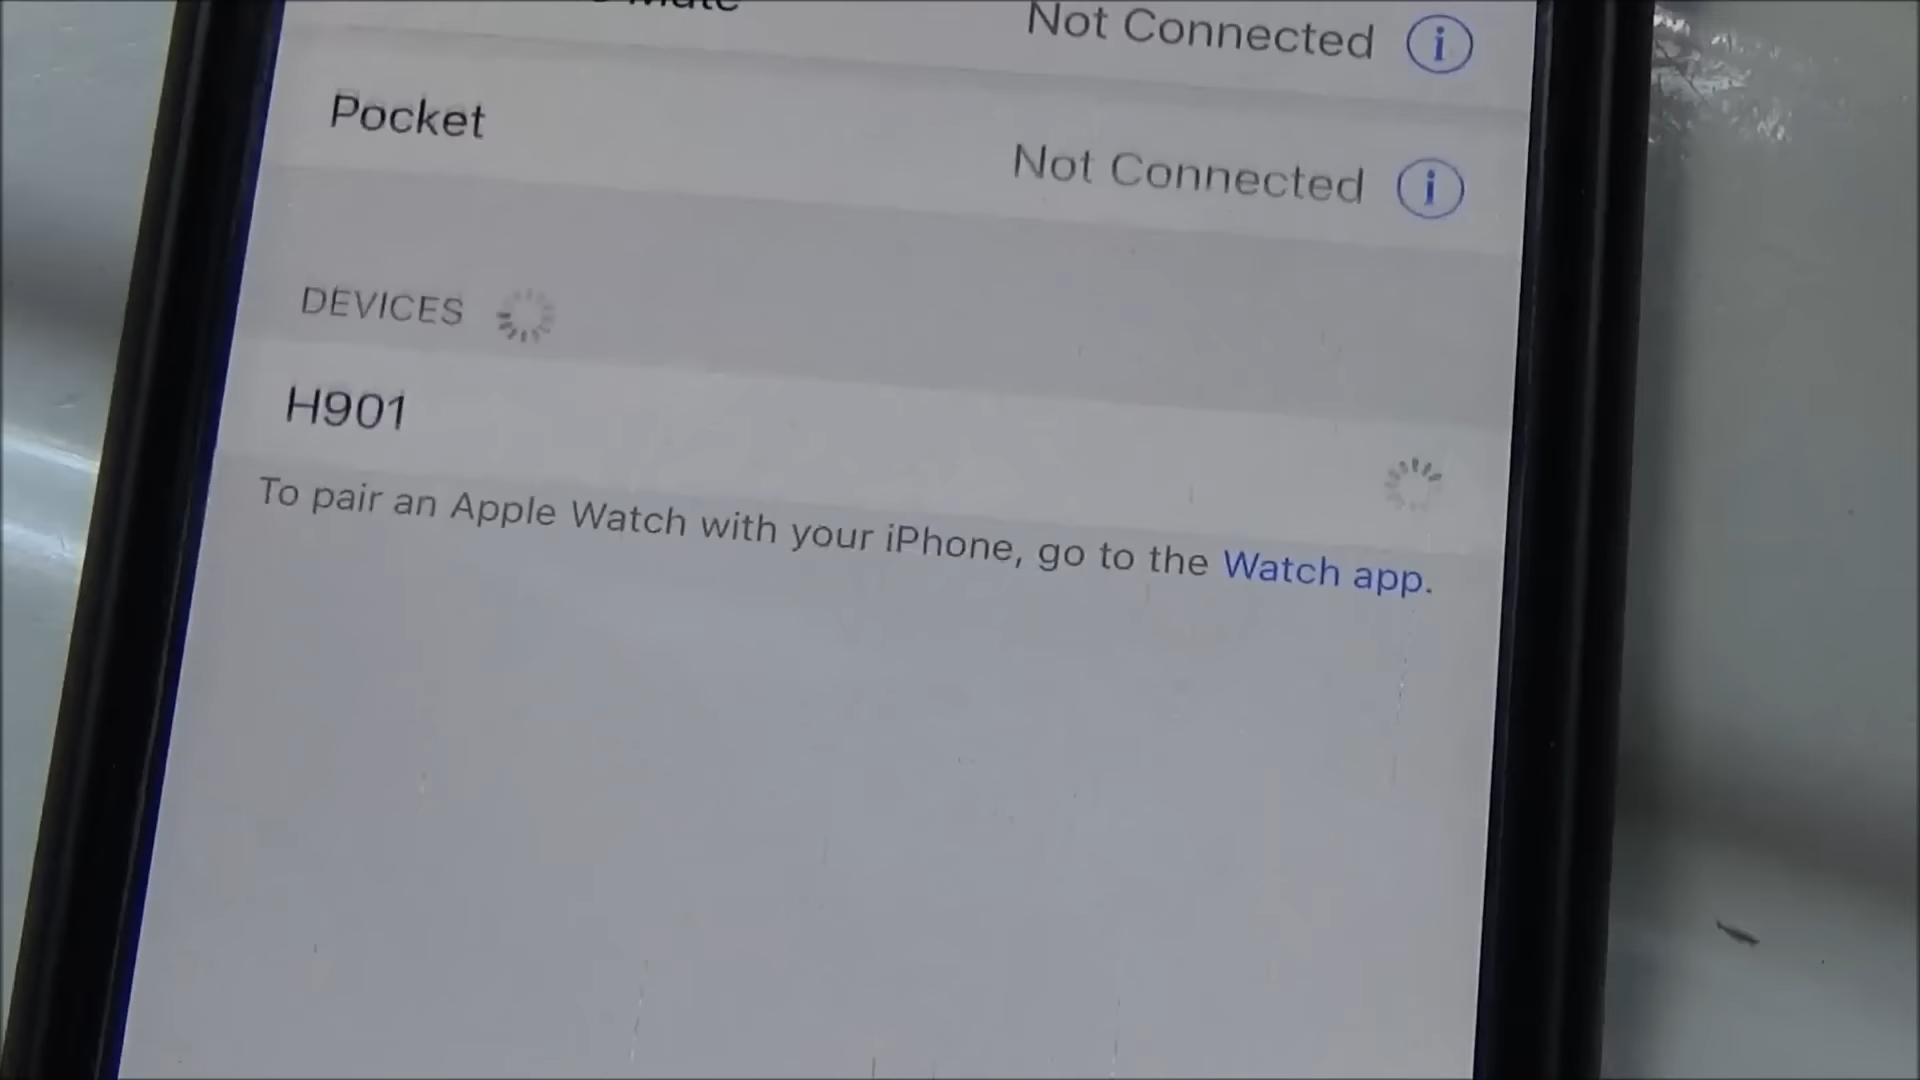 Not Connected
Pocket
Not Connected
DEVICES
H901
To pair an Apple Watch with your iPhone, go to the Watch app.